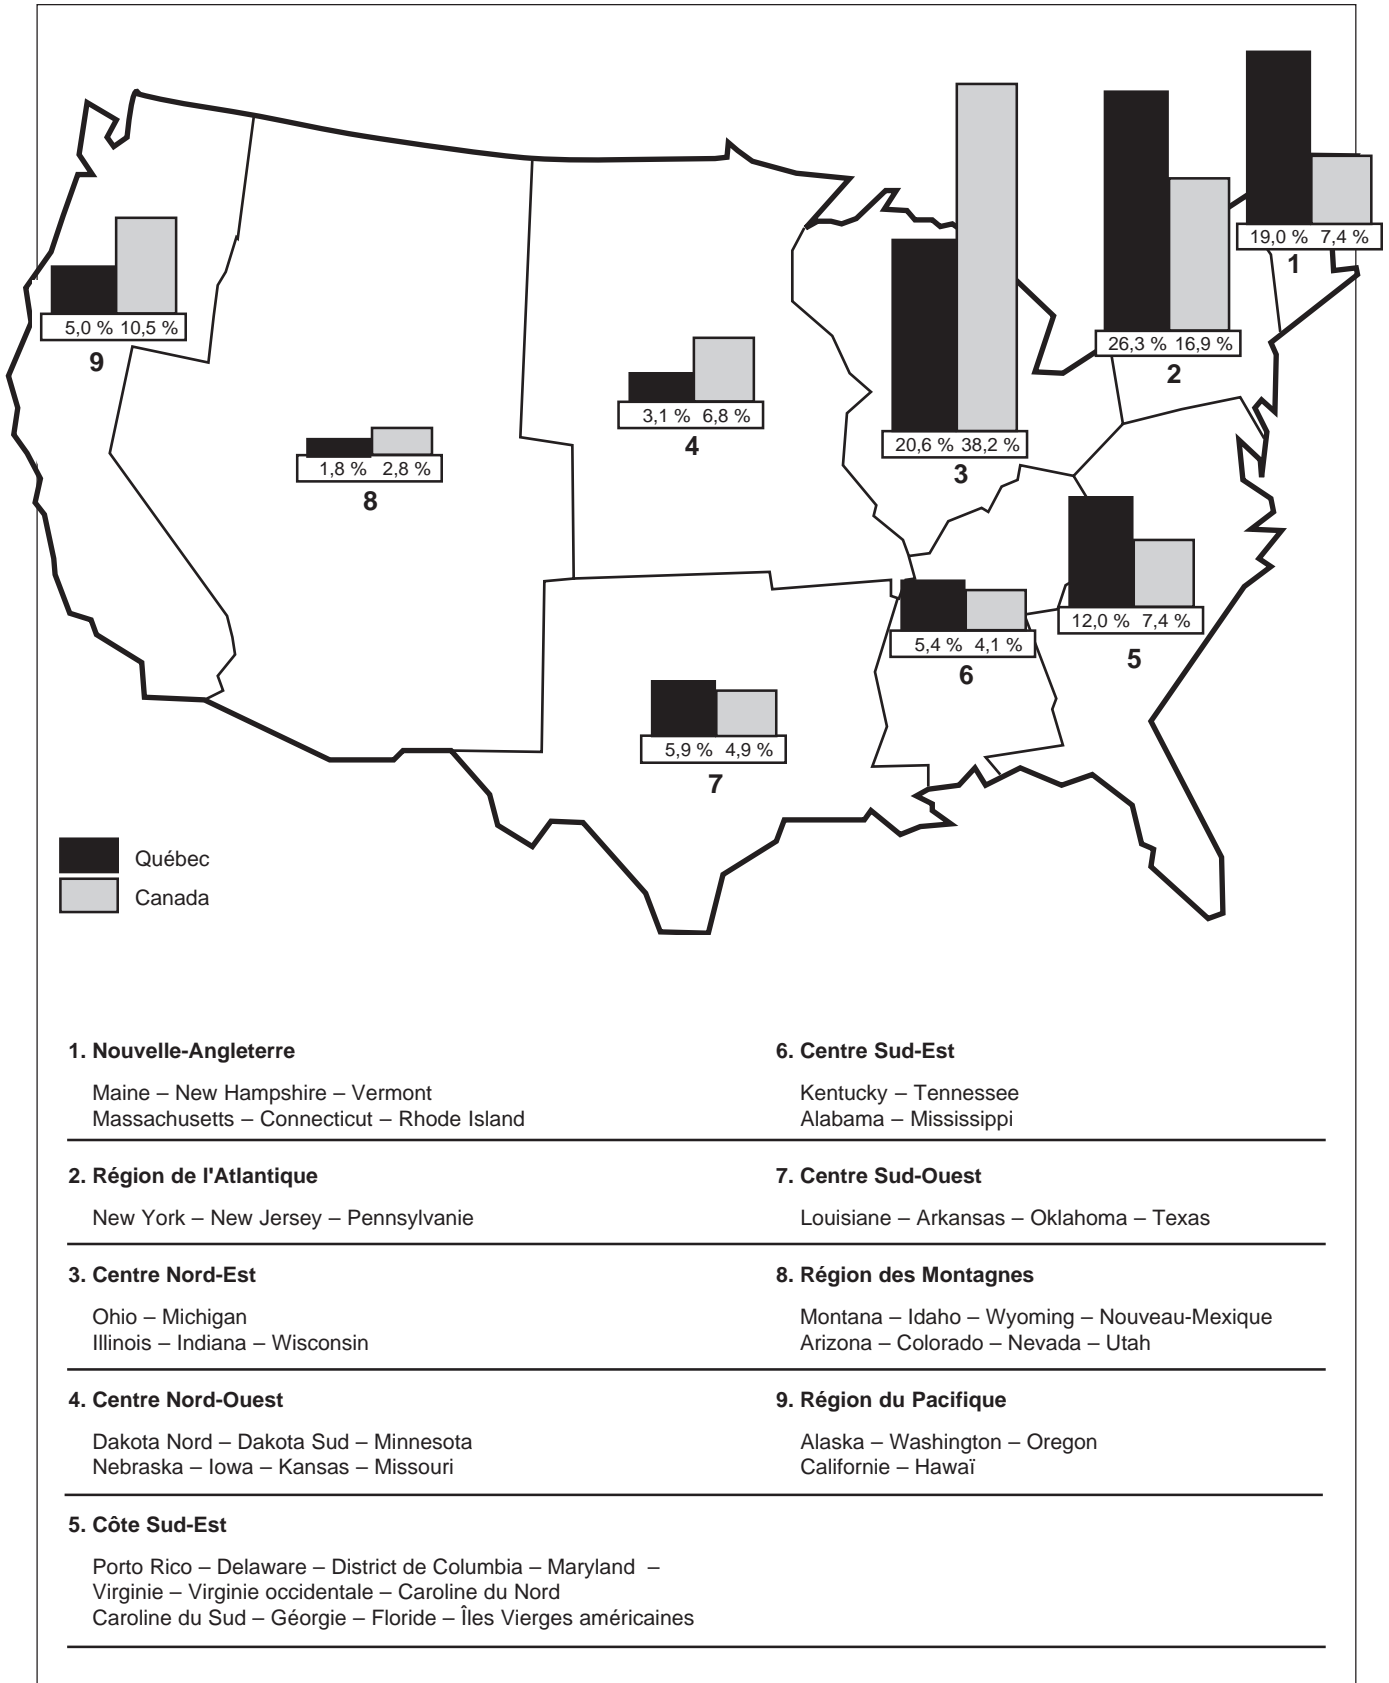 19,0 % 7,4 %
1
26,3 % 16,9 %
2
5,0 % 10,5 %
9
3,1 % 6,8 %
4
20,6 % 38,2 %
3
1,8 % 2,8 %
8
12,0 % 7,4 %
5
5,4 % 4,1 %
6
5,9 % 4,9 %
7
Québec
Canada
1. Nouvelle-Angleterre
Maine – New Hampshire – Vermont
Massachusetts – Connecticut – Rhode Island
2. Région de l'Atlantique
New York – New Jersey – Pennsylvanie
3. Centre Nord-Est
Ohio – Michigan
Illinois – Indiana – Wisconsin
4. Centre Nord-Ouest
Dakota Nord – Dakota Sud – Minnesota
Nebraska – Iowa – Kansas – Missouri
5. Côte Sud-Est
Porto Rico – Delaware – District de Columbia – Maryland –
Virginie – Virginie occidentale – Caroline du Nord
Caroline du Sud – Géorgie – Floride – Îles Vierges américaines
6. Centre Sud-Est
Kentucky – Tennessee
Alabama – Mississippi
7. Centre Sud-Ouest
Louisiane – Arkansas – Oklahoma – Texas
8. Région des Montagnes
Montana – Idaho – Wyoming – Nouveau-Mexique
Arizona – Colorado – Nevada – Utah
9. Région du Pacifique
Alaska – Washington – Oregon
Californie – Hawaï